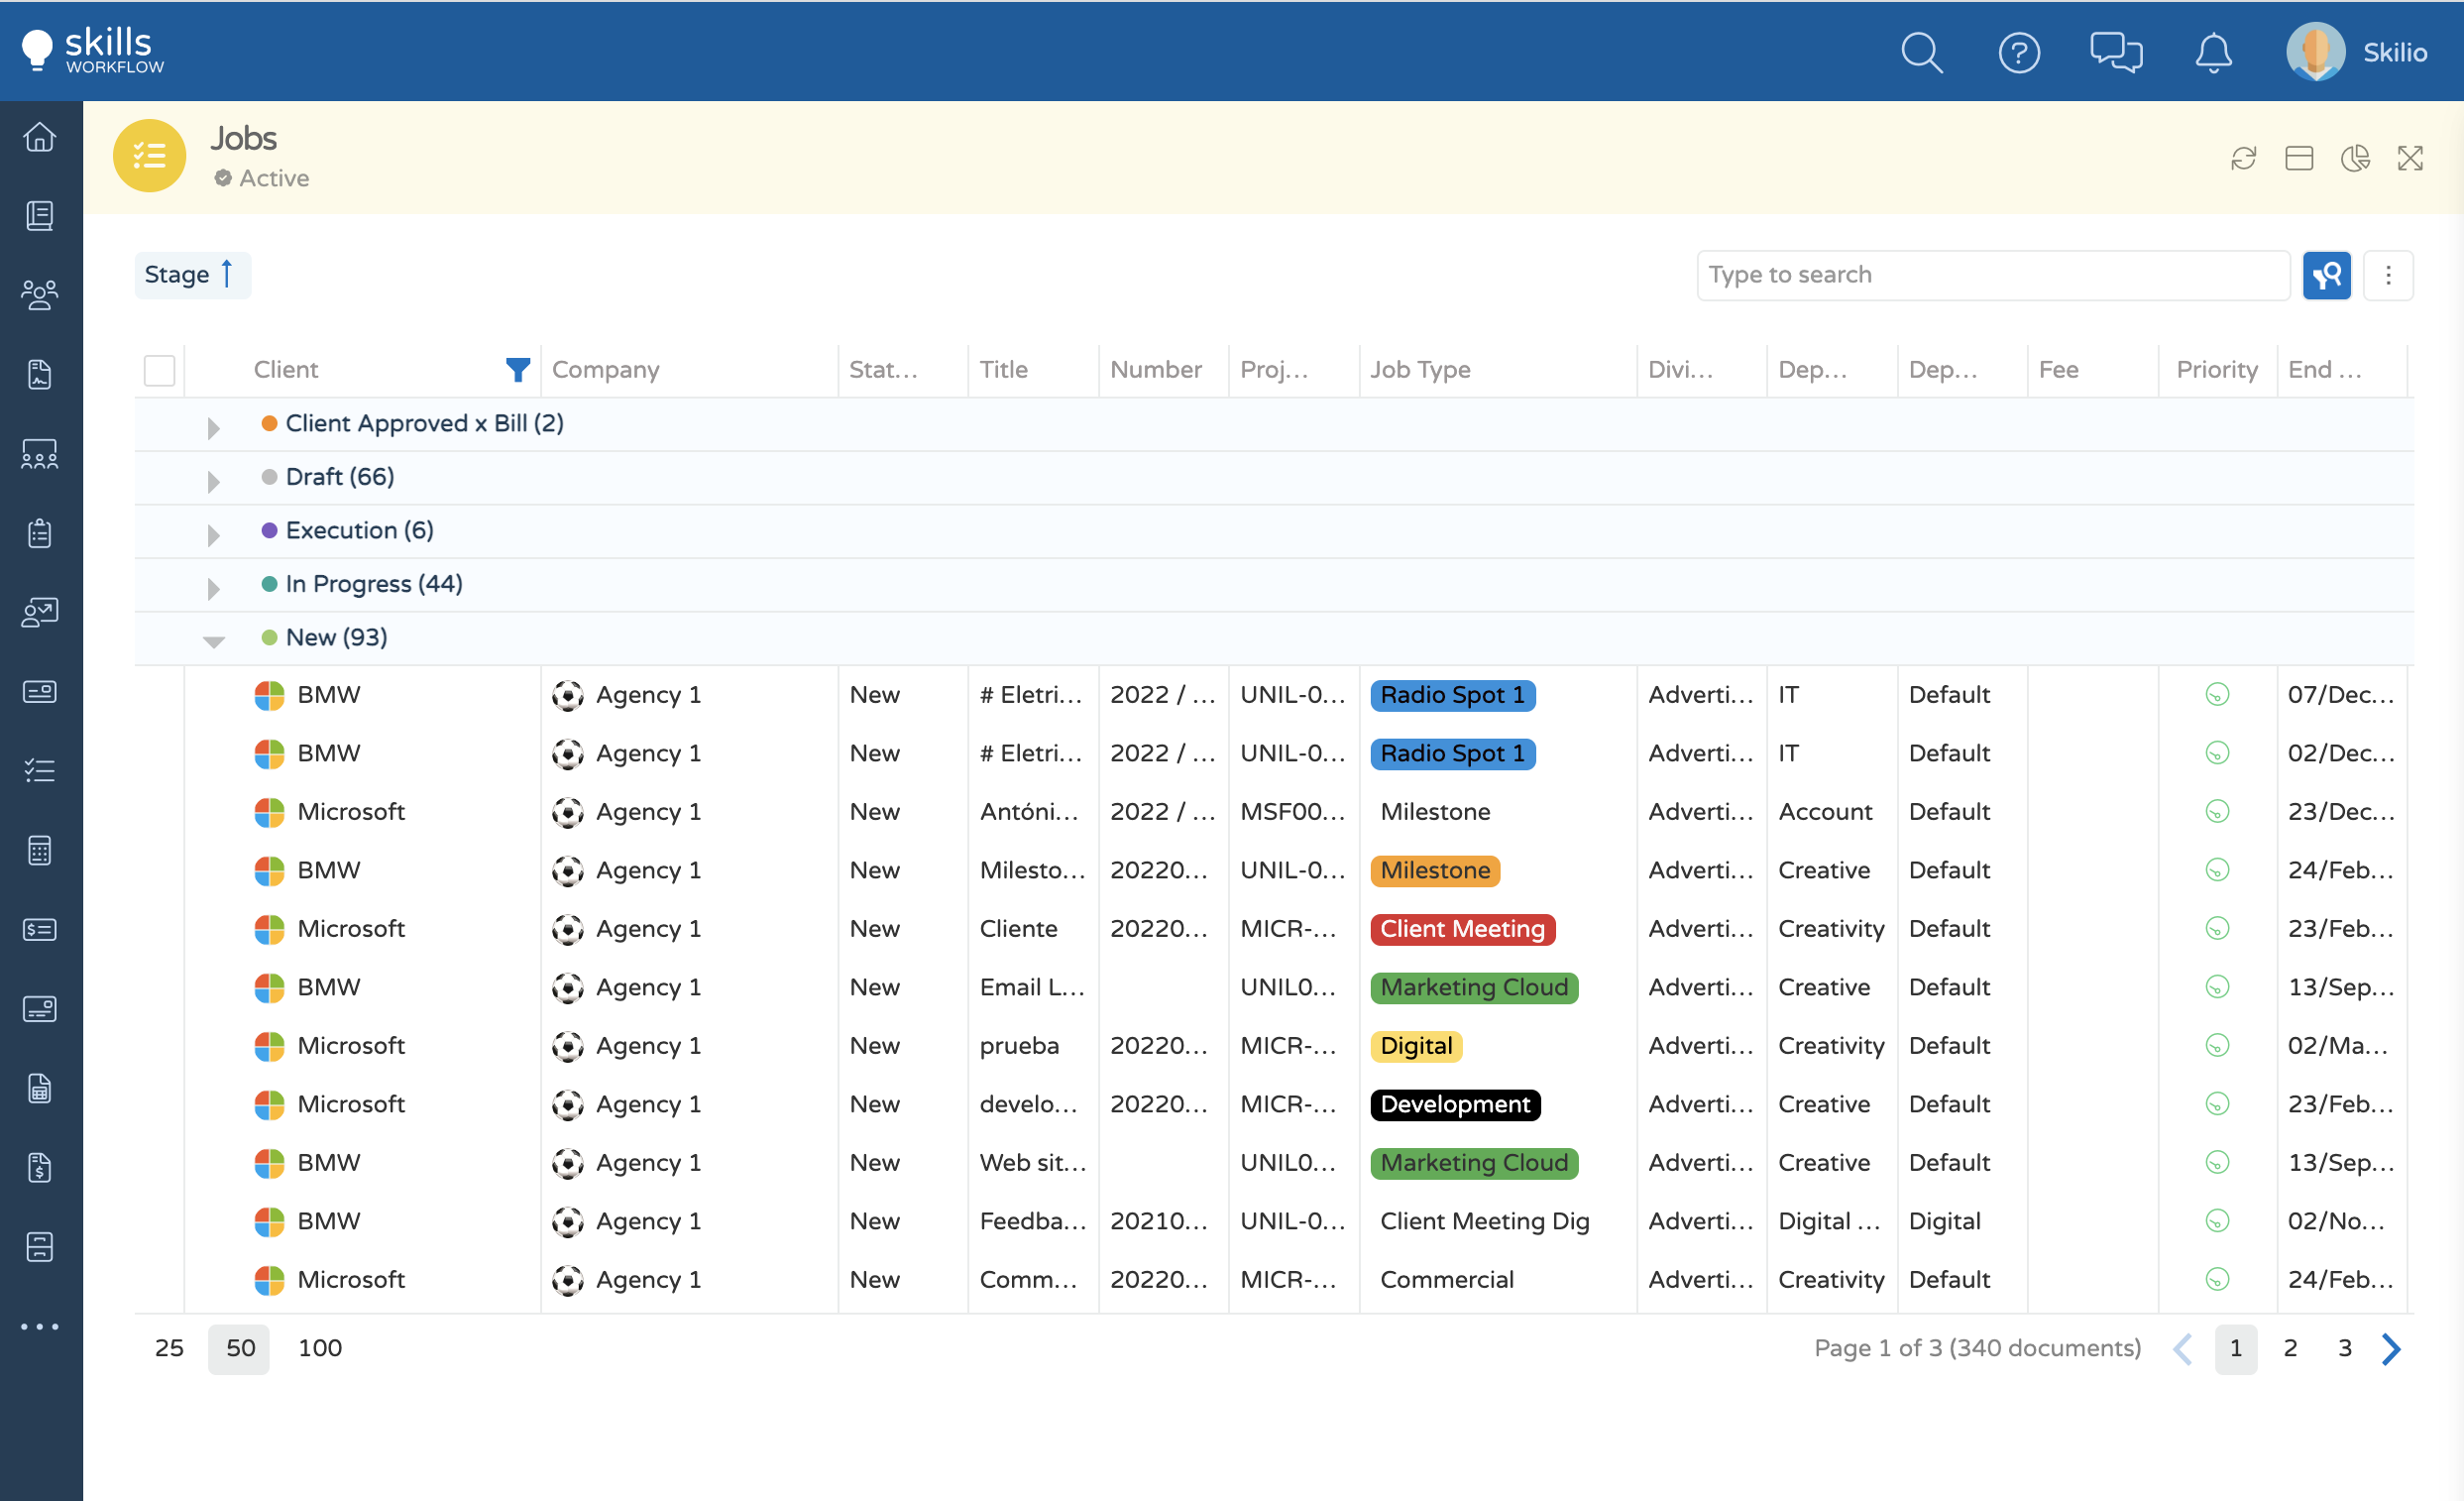 skills
WORKFLOW
Skilio
Jobs
Active
Stage
Type to search
Client Company Stat... Title Number Proj... Job Type Divi... Dep... Dep... Fee Priority End ...
Client Approved x Bill (2)
Draft (66)
Execution (6)
In Progress (44)
New (93)
BMW Agency 1 New # Eletri... 2022 / ... UNIL-0... Radio Spot 1 Adverti... IT Default 07/Dec...
BMW Agency 1 New # Eletri... 2022 / ... UNIL-0... Radio Spot 1 Adverti... IT Default 02/Dec...
Microsoft Agency 1 New Antóni... 2022 / ... MSF00... Milestone Adverti... Account Default 23/Dec...
BMW Agency 1 New Milesto... 20220... UNIL-0... Milestone Adverti... Creative Default 24/Feb...
Microsoft Agency 1 New Cliente 20220... MICR-... Client Meeting Adverti... Creativity Default 23/Feb...
BMW Agency 1 New Email L... UNIL0... Marketing Cloud Adverti... Creative Default 13/Sep...
Microsoft Agency 1 New prueba 20220... MICR-... Digital Adverti... Creativity Default 02/Ma...
Microsoft Agency 1 New develo... 20220... MICR-... Development Adverti... Creative Default 23/Feb...
BMW Agency 1 New Web sit... UNIL0... Marketing Cloud Adverti... Creative Default 13/Sep...
BMW Agency 1 New Feedba... 20210... UNIL-0... Client Meeting Dig Adverti... Digital ... Digital 02/No...
Microsoft Agency 1 New Comm... 20220... MICR-... Commercial Adverti... Creativity Default 24/Feb...
25 50 100 Page 1 of 3 (340 documents) 1 2 3